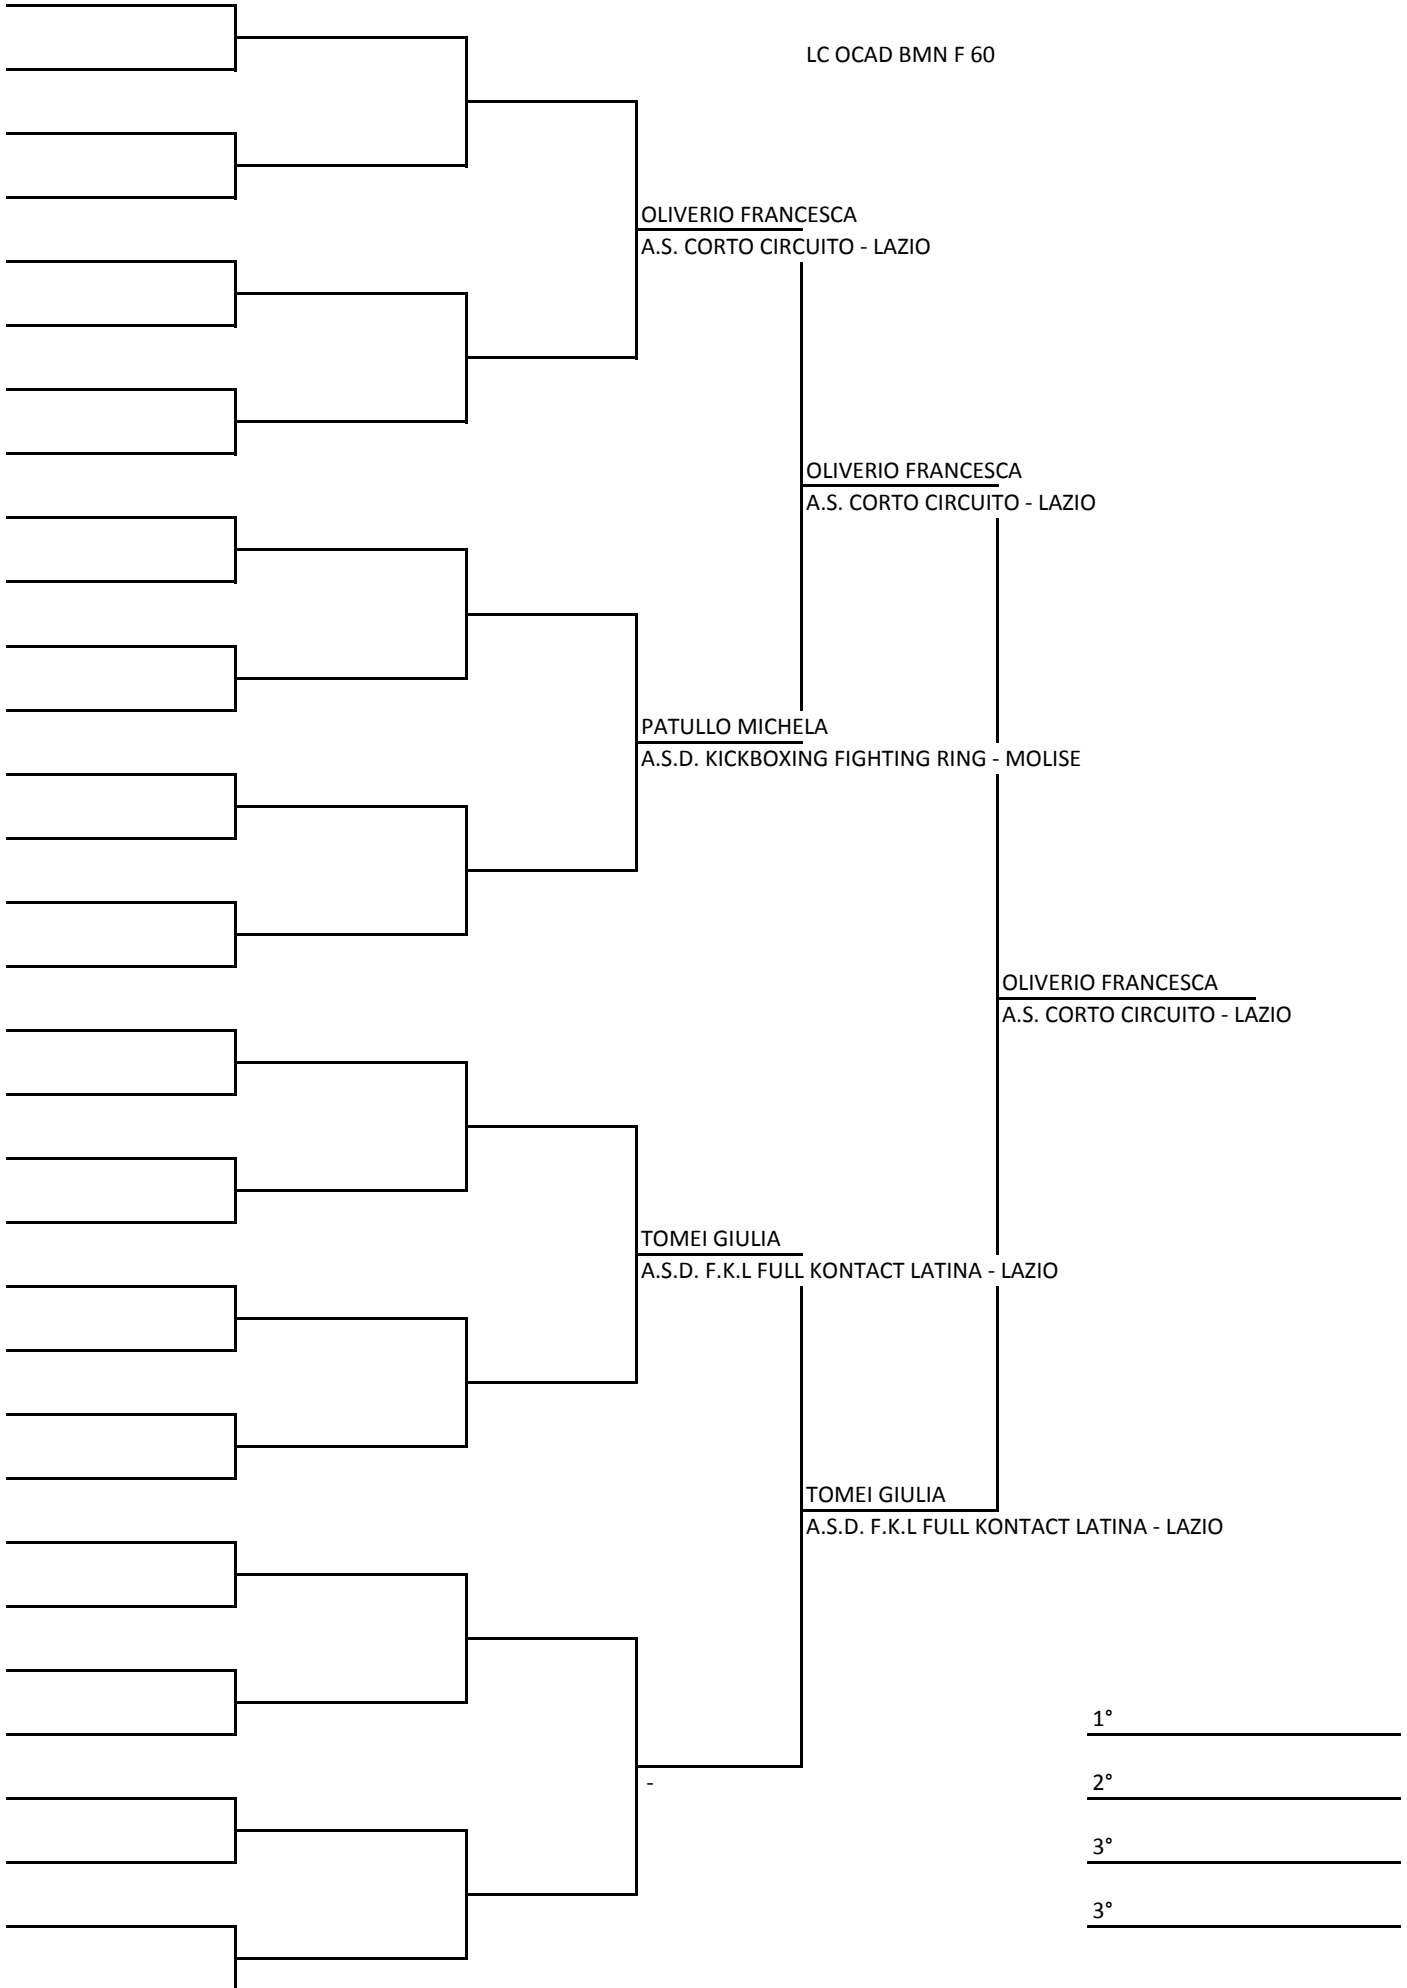 LC OCAD BMN F 60
OLIVERIO FRANCESCA
A.S. CORTO CIRCUITO - LAZIO
OLIVERIO FRANCESCA
A.S. CORTO CIRCUITO - LAZIO
PATULLO MICHELA
A.S.D. KICKBOXING FIGHTING RING - MOLISE
OLIVERIO FRANCESCA
A.S. CORTO CIRCUITO - LAZIO
TOMEI GIULIA
A.S.D. F.K.L FULL KONTACT LATINA - LAZIO
TOMEI GIULIA
A.S.D. F.K.L FULL KONTACT LATINA - LAZIO
1°
-
2°
3°
3°